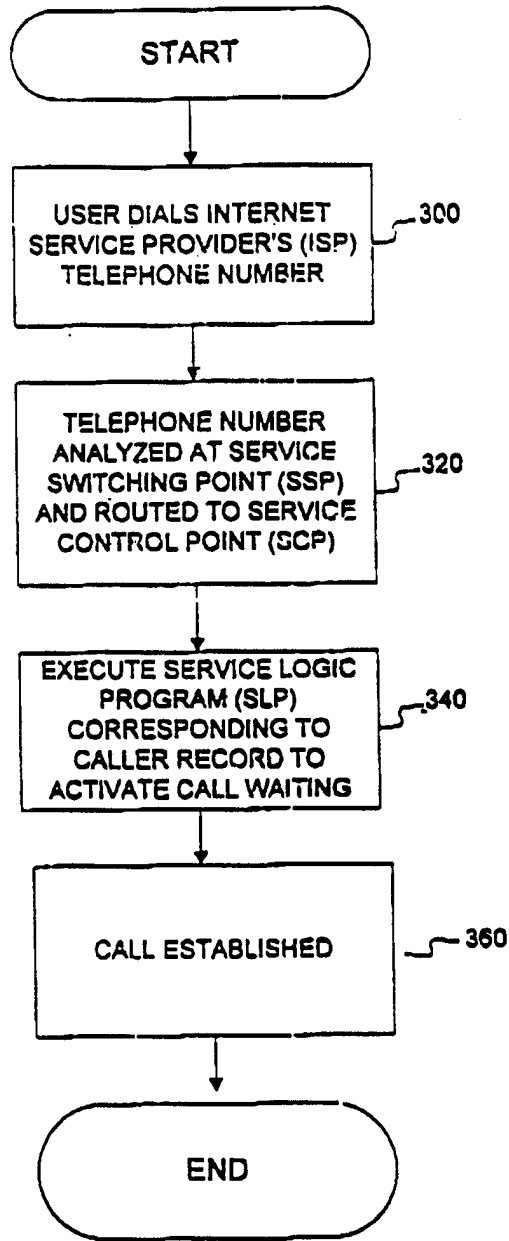 START
USER DIALS INTERNET
SERVICE PROVIDER'S (ISP)
TELEPHONE NUMBER
300
TELEPHONE NUMBER
ANALYZED AT SERVICE
SWITCHING POINT (SSP)
AND ROUTED TO SERVICE
CONTROL POINT (SCP)
320
EXECUTE SERVICE LOGIC
PROGRAM (SLP)
CORRESPONDING TO
CALLER RECORD TO
ACTIVATE CALL WAITING
340
CALL ESTABLISHED
360
END